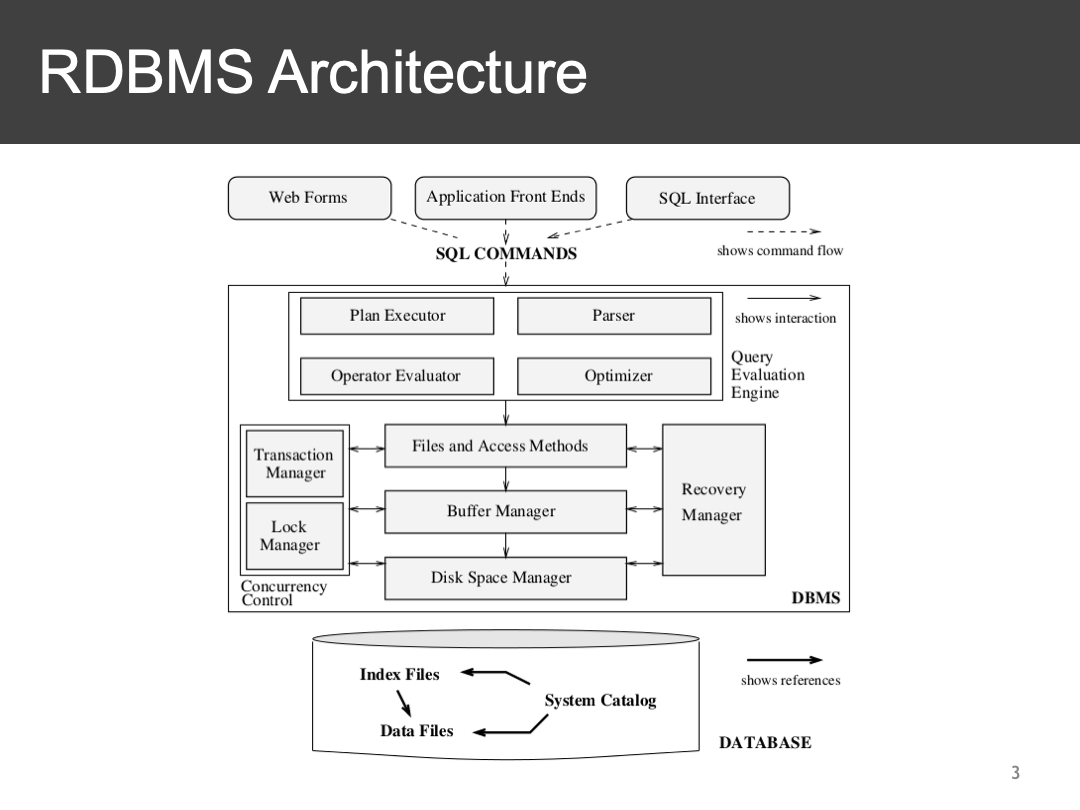 RDBMS Architecture
Web Forms
Application Front Ends
SQL Interface
SQL COMMANDS
shows command flow
Plan Executor
Parser
shows interaction
Operator Evaluator
Optimizer
Query
Evaluation
Engine
Files and Access Methods
Transaction
Manager
Recovery
Manager
Buffer Manager
Lock
Manager
Disk Space Manager
Concurrency
Control
DBMS
Index Files
shows references
System Catalog
Data Files
DATABASE
3